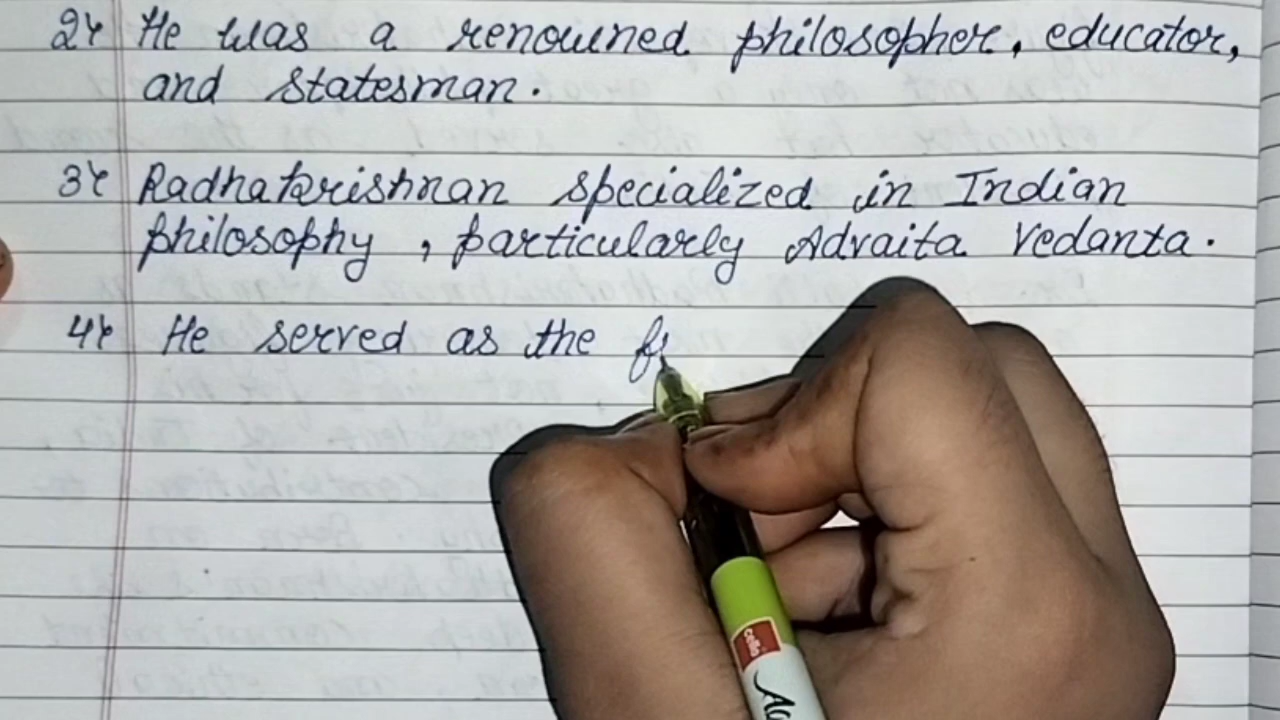 2. He was a renowned philosopher, educator,
and statesman.
3. Radhakrishnan specialized in Indian
philosophy, particularly Advaita Vedanta.
4. He served as the
cello